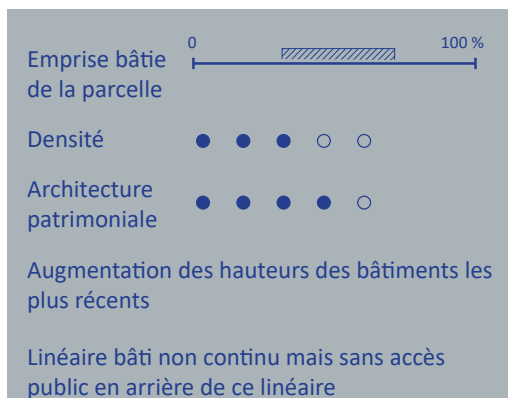 0 100 %
Emprise bâtie
de la parcelle
Densité
Architecture
patrimoniale
Augmentation des hauteurs des bâtiments les
plus récents
Linéaire bâti non continu mais sans accès
public en arrière de ce linéaire